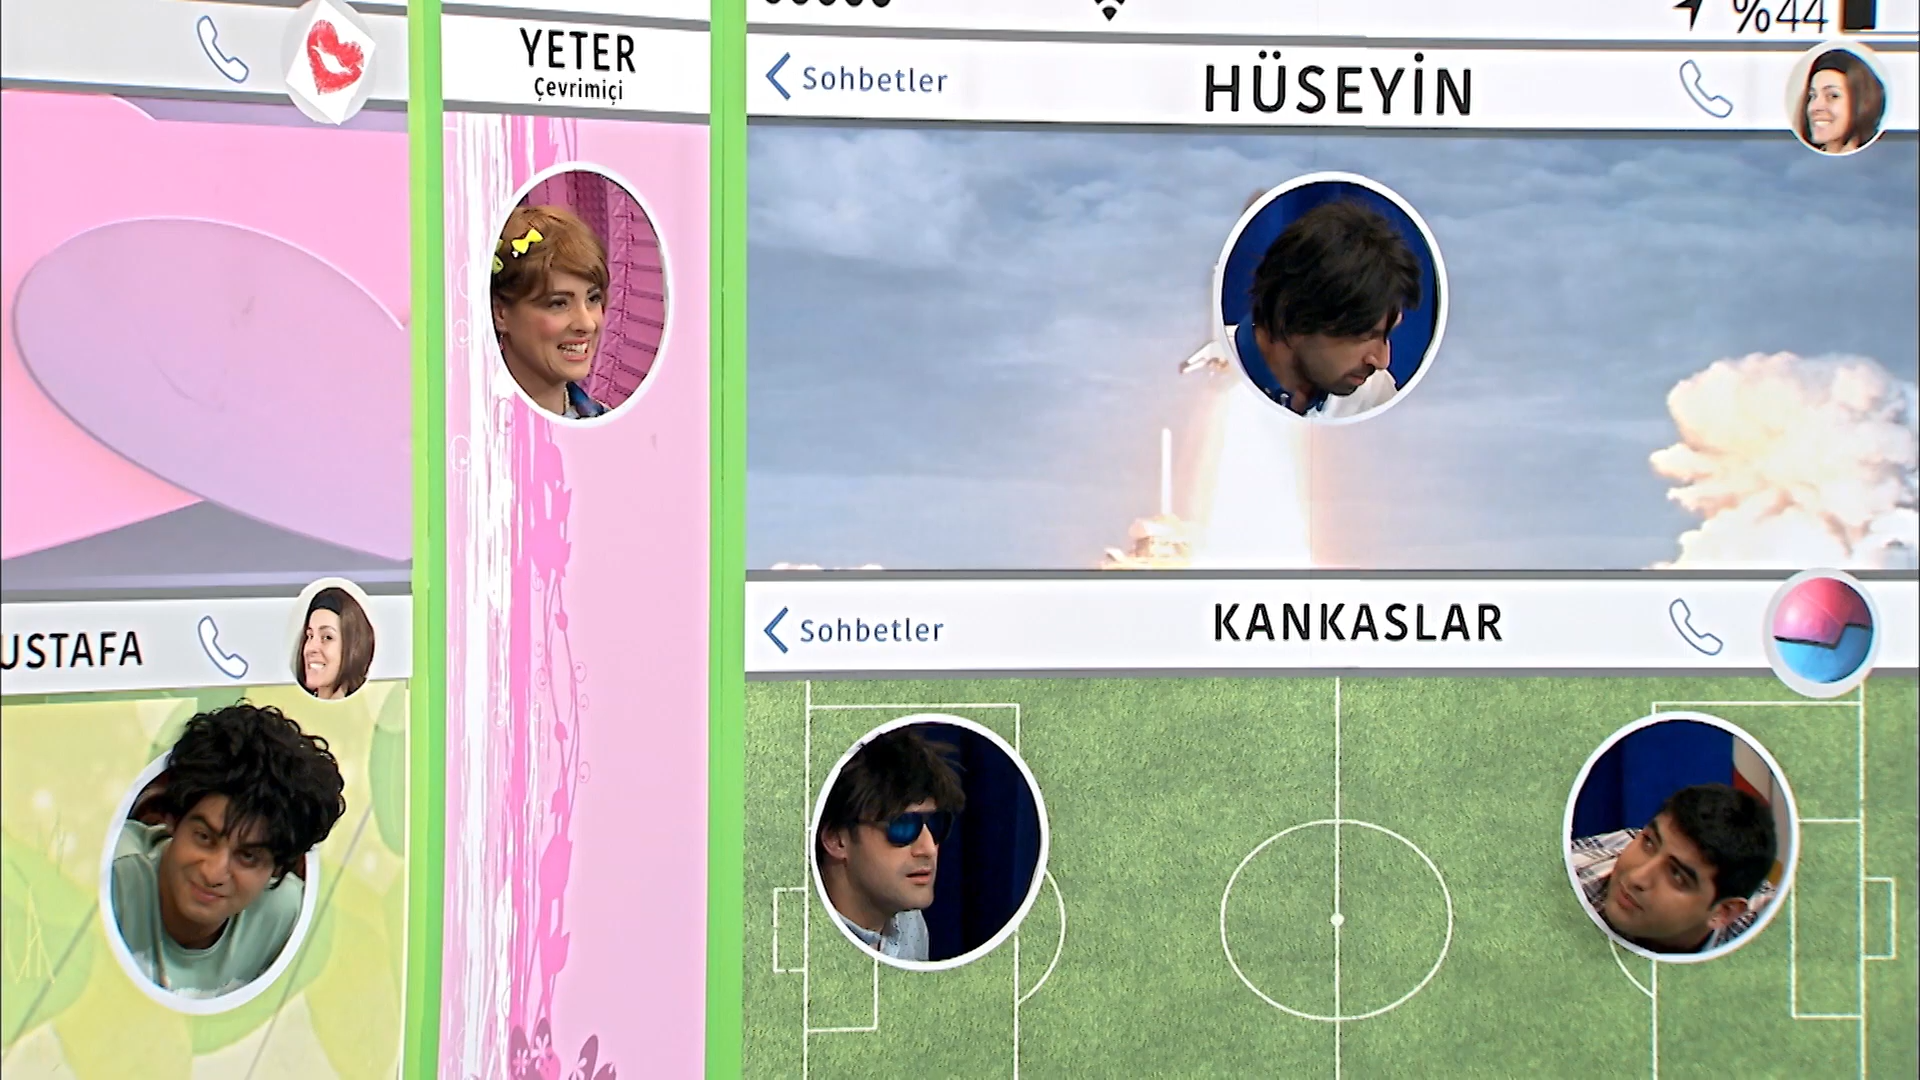 %44
YETER
Çevrimiçi
Sohbetler
HÜSEYİN
USTAFA
Sohbetler
KANKASLAR